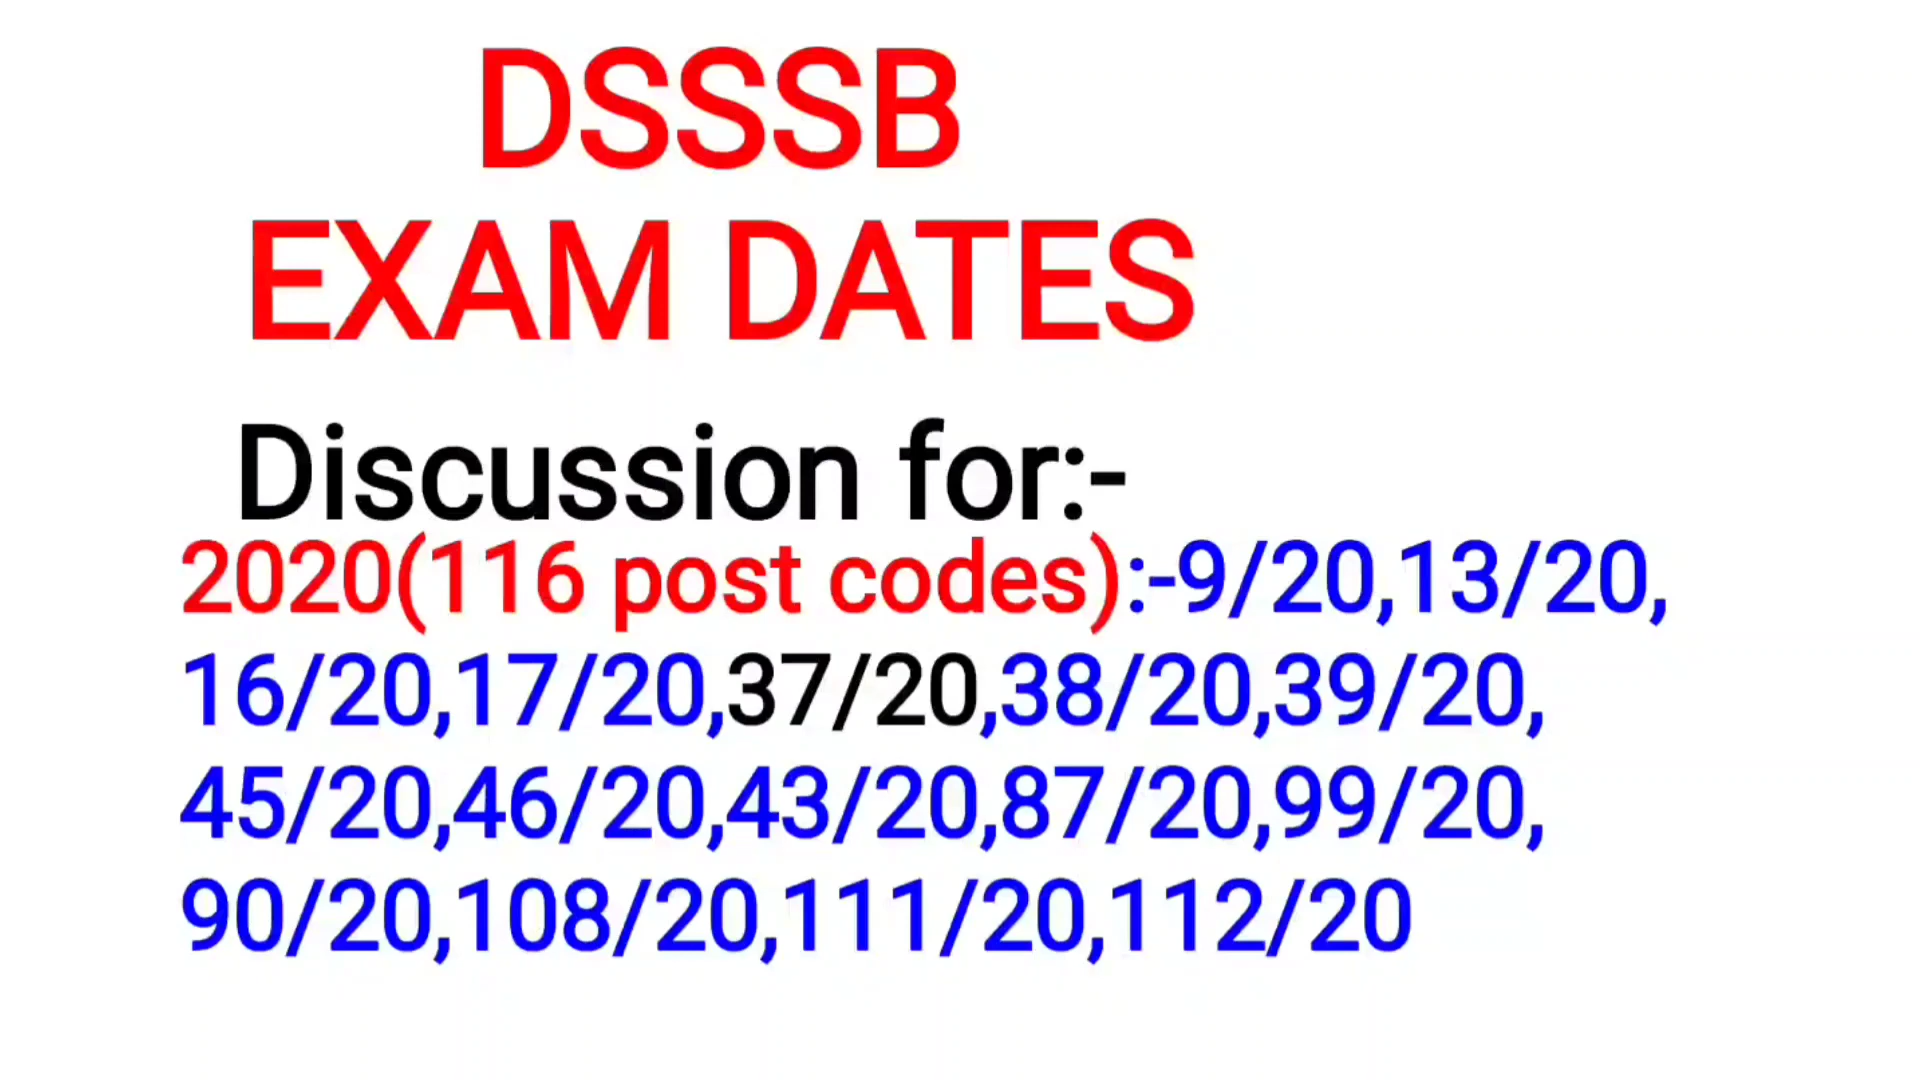 DSSSB
EXAM DATES
Discussion for:-
2020(116 post codes):-9/20,13/20,
16/20,17/20,37/20,38/20,39/20,
45/20,46/20,43/20,87/20,99/20,
90/20,108/20,111/20,112/20